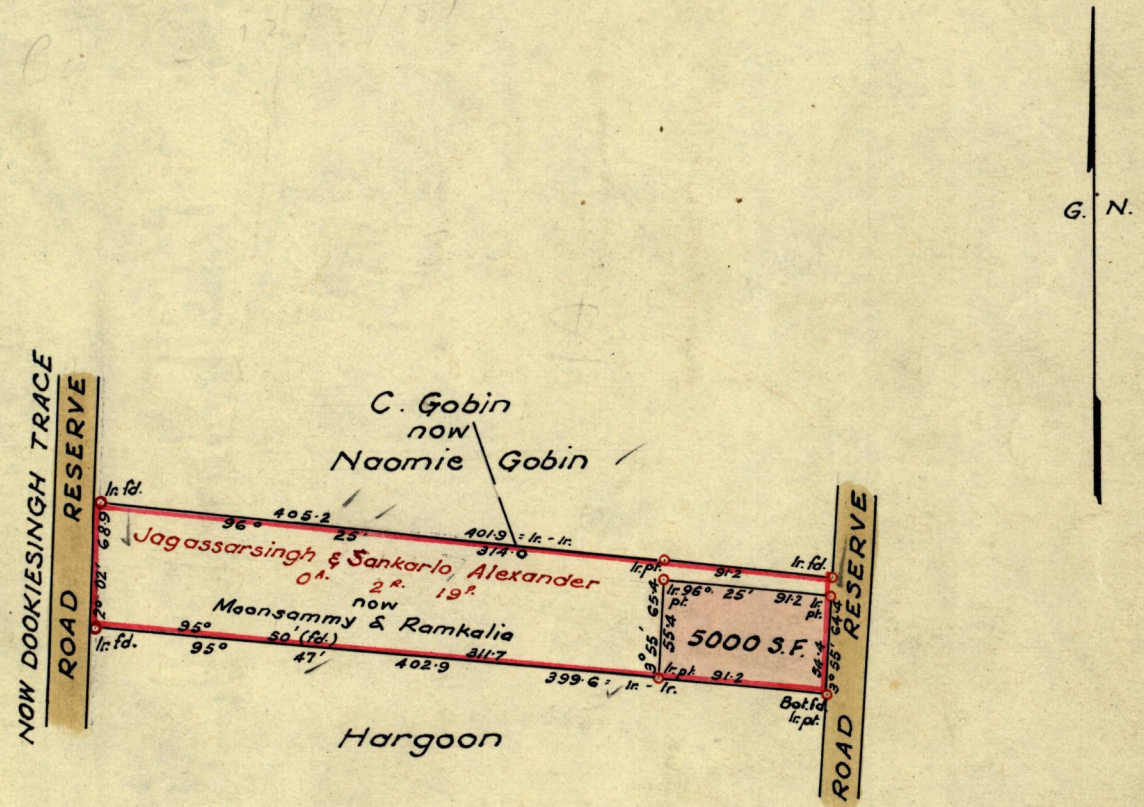 G. N.
NOW DOOKIESINGH TRACE
ROAD RESERVE
C. Gobin
now
Naomie Gobin
Ir. fd.
405.2
96° 25'
401.9 = Ir. - Ir.
314.0
Ir. pt.
91.2
Ir. fd.
Jagassarsingh & Sankarlo Alexander
0A. 2R. 19P.
now
Moonsammy & Ramkalia
2° 02' 68.9
Ir. fd.
95° 50' (fd.)
95° 47'
402.9
311.7
399.6 = Ir. - Ir.
3° 55' 65.4
55.4
Ir. pt.
96° 25'
91.2
Ir. pt.
5000 S.F.
54.4
3° 55' 64.4
Ir. pt.
91.2
Bot. fd.
Ir. pt.
ROAD RESERVE
Hargoon